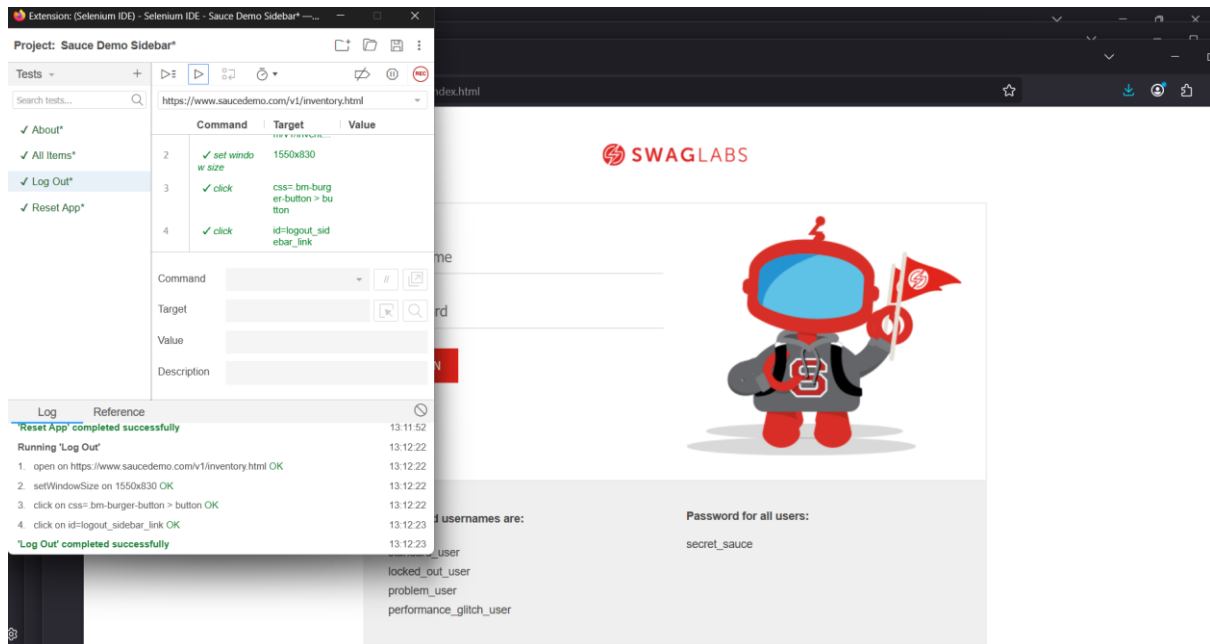 Extension: (Selenium IDE) - Selenium IDE - Sauce Demo Sidebar* —...
Project: Sauce Demo Sidebar*
Tests
Search tests...
✓ About*
✓ All Items*
✓ Log Out*
✓ Reset App*
REC
https://www.saucedemo.com/v1/inventory.html
Command Target Value
2 ✓ set windo
w size
1550x830
3 ✓ click
css=.bm-burg
er-button > bu
tton
4 ✓ click
id=logout_sid
ebar_link
Command
//
Target
Value
Description
Log Reference
'Reset App' completed successfully 13:11:52
Running 'Log Out' 13:12:22
1. open on https://www.saucedemo.com/v1/inventory.html OK 13:12:22
2. setWindowSize on 1550x830 OK 13:12:22
3. click on css=.bm-burger-button > button OK 13:12:22
4. click on id=logout_sidebar_link OK 13:12:23
'Log Out' completed successfully 13:12:23
ndex.html
SWAGLABS
me
rd
N
S
d usernames are:
standard_user
locked_out_user
problem_user
performance_glitch_user
Password for all users:
secret_sauce